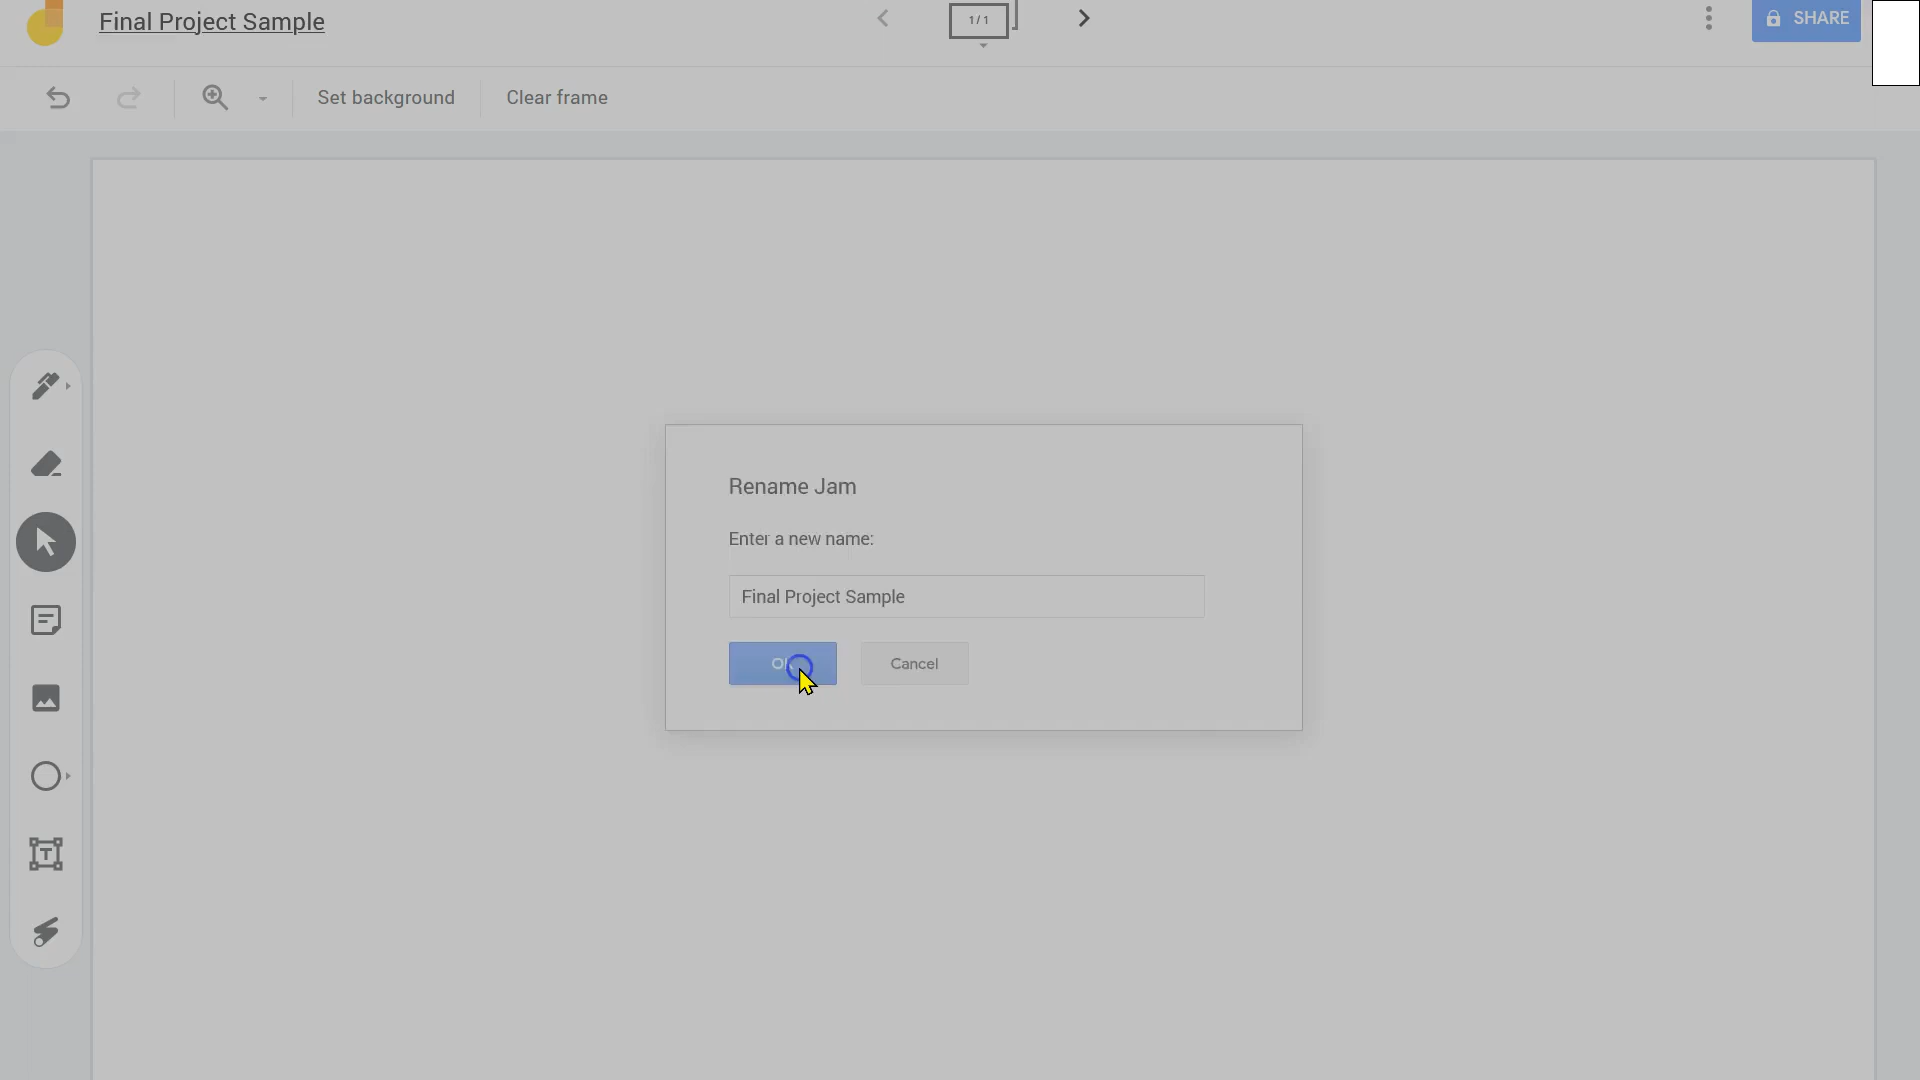 Final Project Sample
1 / 1
SHARE
Set background
Clear frame
Rename Jam
Enter a new name:
Final Project Sample
Cancel
T